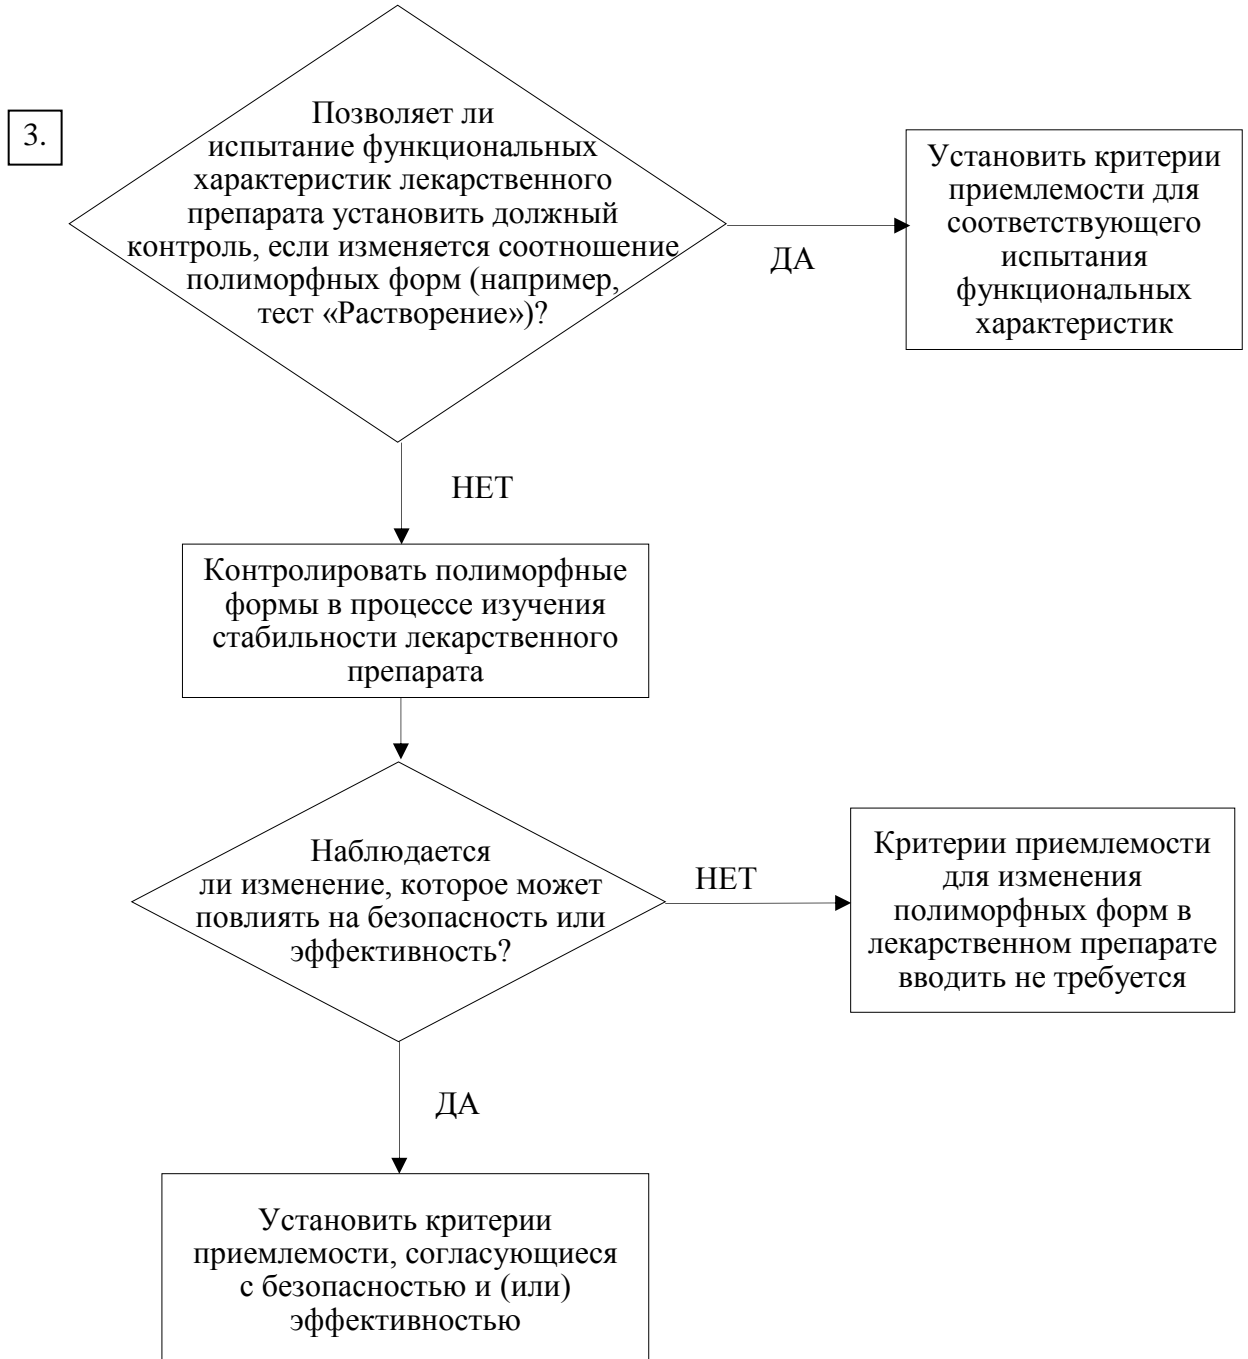 3.
Позволяет ли
испытание функциональных
характеристик лекарственного
препарата установить должный
контроль, если изменяется соотношение
полиморфных форм (например,
тест «Растворение»)?
ДА
Установить критерии
приемлемости для
соответствующего
испытания
функциональных
характеристик
НЕТ
Контролировать полиморфные
формы в процессе изучения
стабильности лекарственного
препарата
Наблюдается
ли изменение, которое может
повлиять на безопасность или
эффективность?
НЕТ
Критерии приемлемости
для изменения
полиморфных форм в
лекарственном препарате
вводить не требуется
ДА
Установить критерии
приемлемости, согласующиеся
с безопасностью и (или)
эффективностью